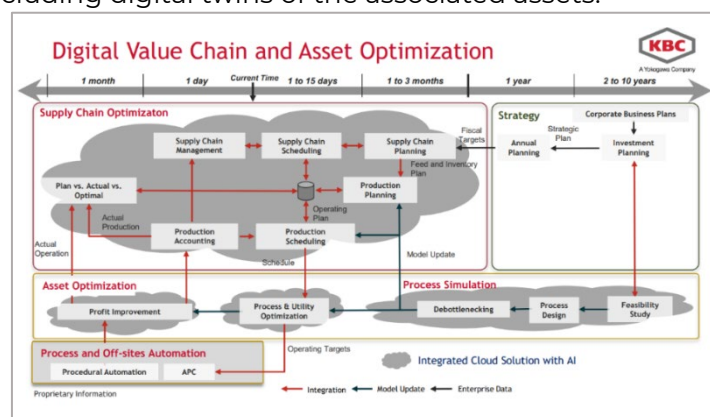 cluding digital twins of the associated assets.
Digital Value Chain and Asset Optimization
KBC
A Yokogawa Company
1 month
1 day
Current Time
1 to 15 days
1 to 3 months
1 year
2 to 10 years
Supply Chain Optimizaton
Strategy
Corporate Business Plans
Supply Chain
Management
Supply Chain
Scheduling
Supply Chain
Planning
Fiscal
Targets
Annual
Planning
Strategic
Plan
Investment
Planning
Feed and Inventory
Plan
Plan vs. Actual vs.
Optimal
Production
Planning
Operating
Plan
Actual
Production
Production
Accounting
Production
Scheduling
Actual
Operation
Schedule
Model Update
Asset Optimization
Process Simulation
Profit Improvement
Process & Utility
Optimization
Debottlenecking
Process
Design
Feasibility
Study
Process and Off-sites Automation
Operating Targets
Integrated Cloud Solution with AI
Procedural Automation
APC
Proprietary Information
Integration
Model Update
Enterprise Data